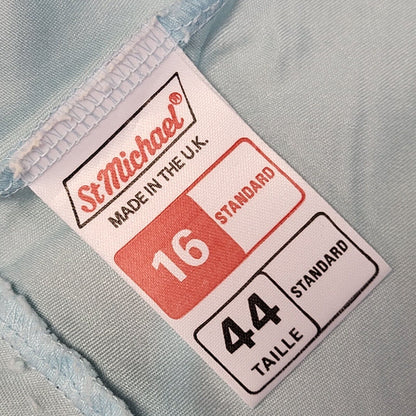 St Michael®
MADE IN THE U.K.
16 STANDARD
44 STANDARD
TAILLE